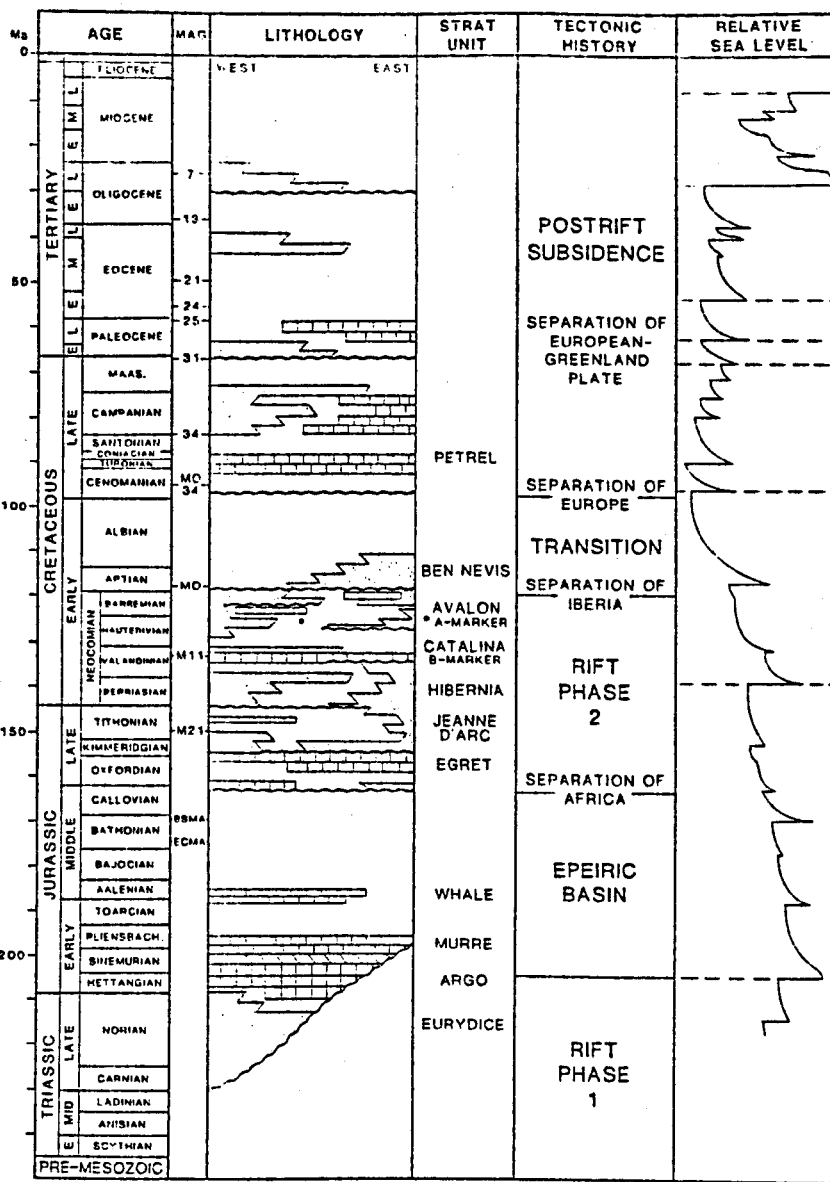 Ma
AGE
MAG
LITHOLOGY
STRAT
UNIT
TECTONIC
HISTORY
RELATIVE
SEA LEVEL
0
50
100
150
200
TERTIARY
CRETACEOUS
JURASSIC
TRIASSIC
L
M
E
L
E
L
M
E
L
E
LATE
EARLY
NEOCOMIAN
LATE
MIDDLE
EARLY
LATE
MID
E
PLIOCENE
MIOCENE
OLIGOCENE
EOCENE
PALEOCENE
MAAS.
CAMPANIAN
SANTONIAN
CONIACIAN
TURONIAN
CENOMANIAN
ALBIAN
APTIAN
BARREMIAN
HAUTERIVIAN
VALANGINIAN
BERRIASIAN
TITHONIAN
KIMMERIDGIAN
OXFORDIAN
CALLOVIAN
BATHONIAN
BAJOCIAN
AALENIAN
TOARCIAN
PLIENSBACH.
SINEMURIAN
HETTANGIAN
NORIAN
CARNIAN
LADINIAN
ANISIAN
SCYTHIAN
PRE-MESOZOIC
7
13
21
24
25
31
34
MO
34
MO
M11
M21
BSMA
ECMA
WEST
EAST
PETREL
BEN NEVIS
AVALON
* A-MARKER
CATALINA
B-MARKER
HIBERNIA
JEANNE
D'ARC
EGRET
WHALE
MURRE
ARGO
EURYDICE
POSTRIFT
SUBSIDENCE
SEPARATION OF
EUROPEAN-
GREENLAND
PLATE
SEPARATION OF
EUROPE
TRANSITION
SEPARATION OF
IBERIA
RIFT
PHASE
2
SEPARATION OF
AFRICA
EPEIRIC
BASIN
RIFT
PHASE
1